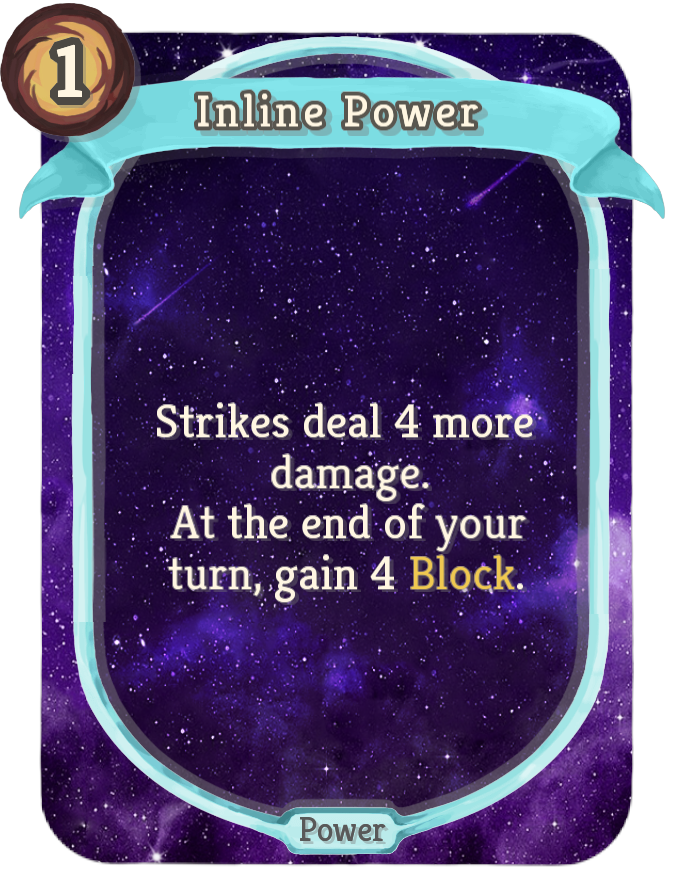 1
Inline Power
Strikes deal 4 more
damage.
At the end of your
turn, gain 4 Block.
Power